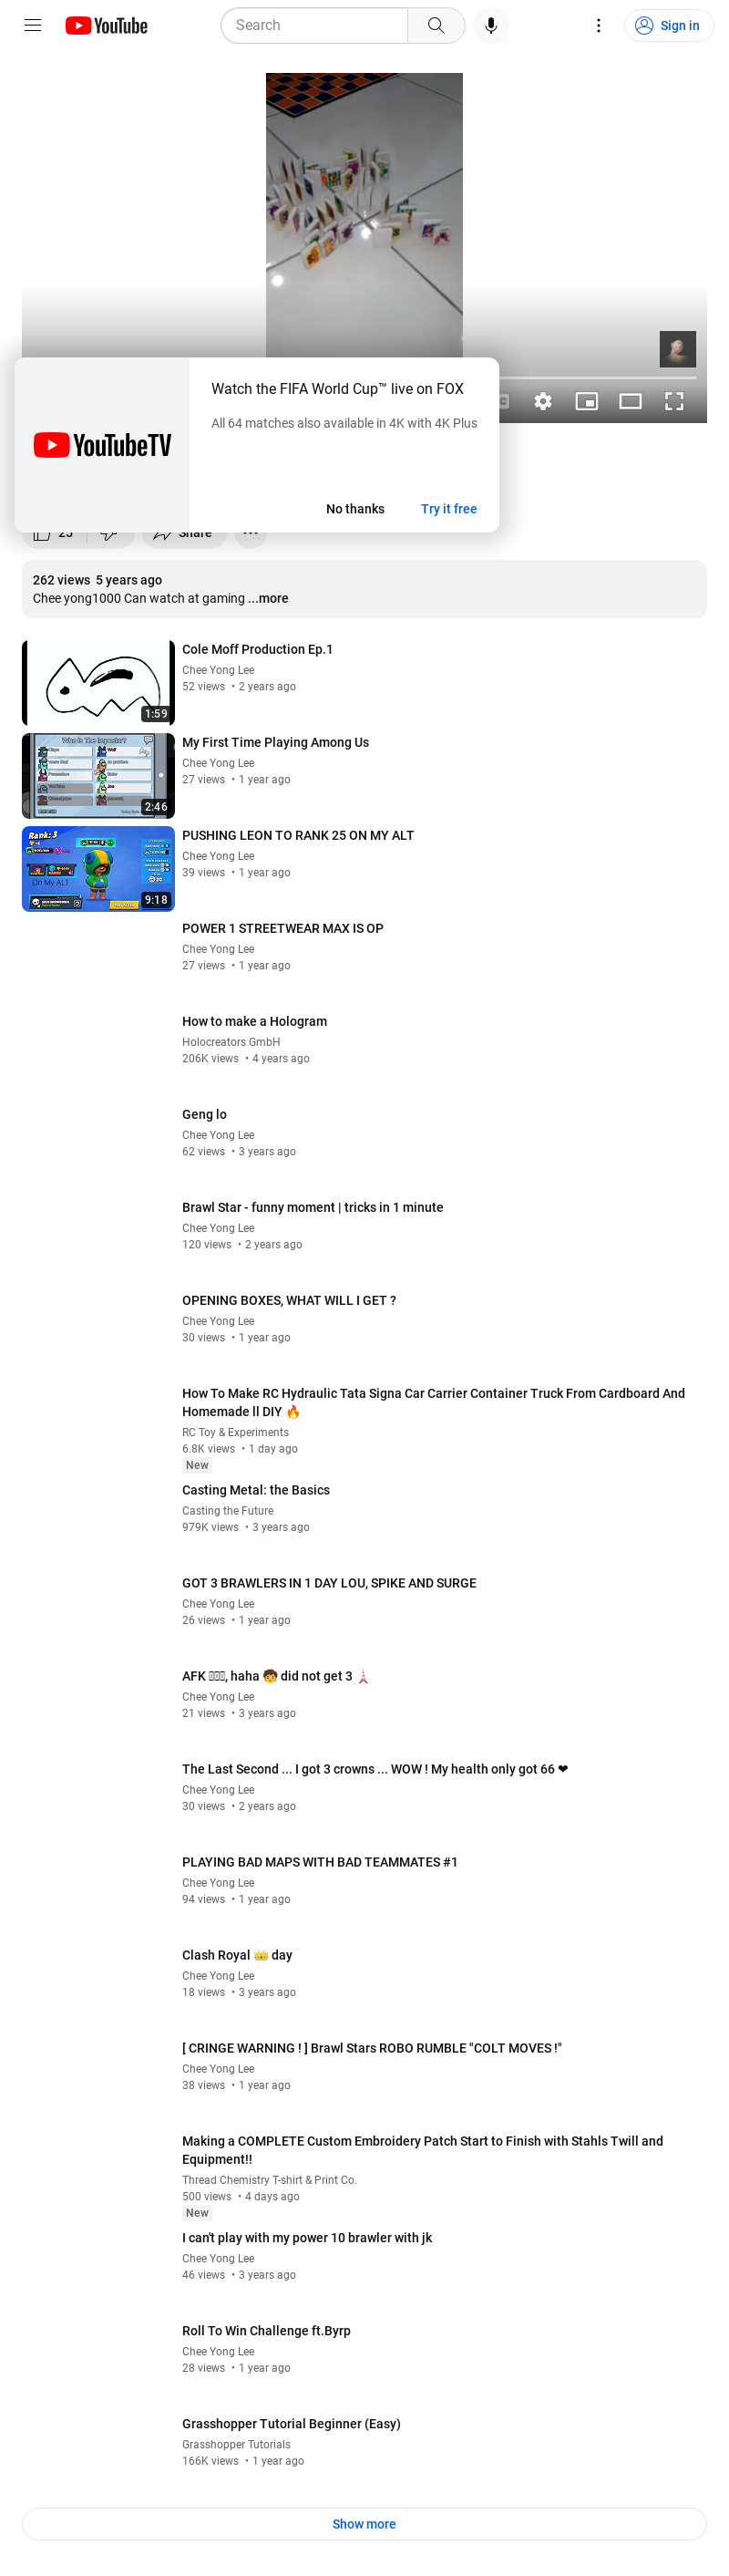 YouTube
Search
Sign in
Watch the FIFA World Cup™ live on FOX
All 64 matches also available in 4K with 4K Plus
YouTubeTV
No thanks
Try it free
25
Share
262 views 5 years ago
Chee yong1000 Can watch at gaming ...more
Cole Moff Production Ep.1
Chee Yong Lee
52 views • 2 years ago
1:59
My First Time Playing Among Us
Chee Yong Lee
27 views • 1 year ago
Who Is The Impostor?
2:46
PUSHING LEON TO RANK 25 ON MY ALT
Chee Yong Lee
39 views • 1 year ago
Rank: 3
On My ALT
9:18
POWER 1 STREETWEAR MAX IS OP
Chee Yong Lee
27 views • 1 year ago
How to make a Hologram
Holocreators GmbH
206K views • 4 years ago
Geng lo
Chee Yong Lee
62 views • 3 years ago
Brawl Star - funny moment | tricks in 1 minute
Chee Yong Lee
120 views • 2 years ago
OPENING BOXES, WHAT WILL I GET ?
Chee Yong Lee
30 views • 1 year ago
How To Make RC Hydraulic Tata Signa Car Carrier Container Truck From Cardboard And
Homemade ll DIY 🔥
RC Toy & Experiments
6.8K views • 1 day ago
New
Casting Metal: the Basics
Casting the Future
979K views • 3 years ago
GOT 3 BRAWLERS IN 1 DAY LOU, SPIKE AND SURGE
Chee Yong Lee
26 views • 1 year ago
AFK , haha 🧒 did not get 3 🗼
Chee Yong Lee
21 views • 3 years ago
The Last Second ... I got 3 crowns ... WOW ! My health only got 66 ❤
Chee Yong Lee
30 views • 2 years ago
PLAYING BAD MAPS WITH BAD TEAMMATES #1
Chee Yong Lee
94 views • 1 year ago
Clash Royal 👑 day
Chee Yong Lee
18 views • 3 years ago
[ CRINGE WARNING ! ] Brawl Stars ROBO RUMBLE "COLT MOVES !"
Chee Yong Lee
38 views • 1 year ago
Making a COMPLETE Custom Embroidery Patch Start to Finish with Stahls Twill and
Equipment!!
Thread Chemistry T-shirt & Print Co.
500 views • 4 days ago
New
I can't play with my power 10 brawler with jk
Chee Yong Lee
46 views • 3 years ago
Roll To Win Challenge ft.Byrp
Chee Yong Lee
28 views • 1 year ago
Grasshopper Tutorial Beginner (Easy)
Grasshopper Tutorials
166K views • 1 year ago
Show more